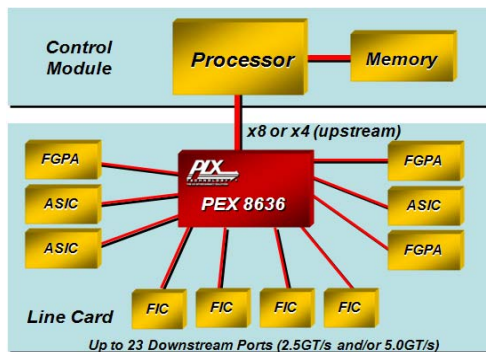 Control
Module
Processor
Memory
x8 or x4 (upstream)
FGPA
ASIC
ASIC
PLX
TECHNOLOGY
PEX 8636
FGPA
ASIC
FGPA
FIC
FIC
FIC
FIC
Line Card
Up to 23 Downstream Ports (2.5GT/s and/or 5.0GT/s)